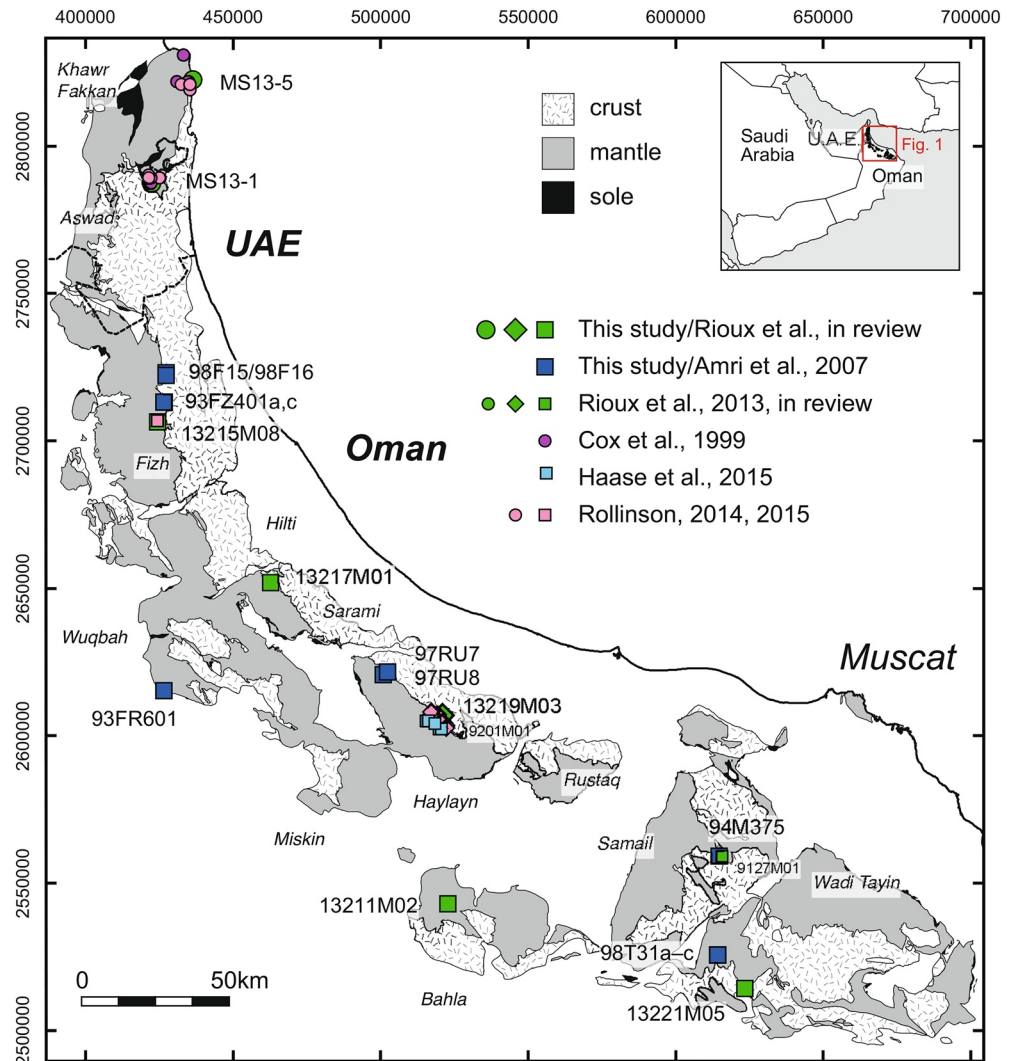 400000 450000 500000 550000 600000 650000 700000
2800000
2750000
2700000
2650000
2600000
2550000
2500000
Khawr
Fakkan
MS13-5
MS13-1
Aswad
UAE
crust
mantle
sole
Saudi
Arabia
U.A.E.
Fig. 1
Oman
This study/Rioux et al., in review
This study/Amri et al., 2007
Rioux et al., 2013, in review
Cox et al., 1999
Haase et al., 2015
Rollinson, 2014, 2015
98F15/98F16
93FZ401a,c
13215M08
Fizh
Oman
Hilti
13217M01
Sarami
Wuqbah
97RU7
97RU8
93FR601
13219M03
9201M01
Muscat
Rustaq
Haylayn
Miskin
Samail
94M375
9127M01
Wadi Tayin
13211M02
98T31a–c
13221M05
Bahla
0 50km